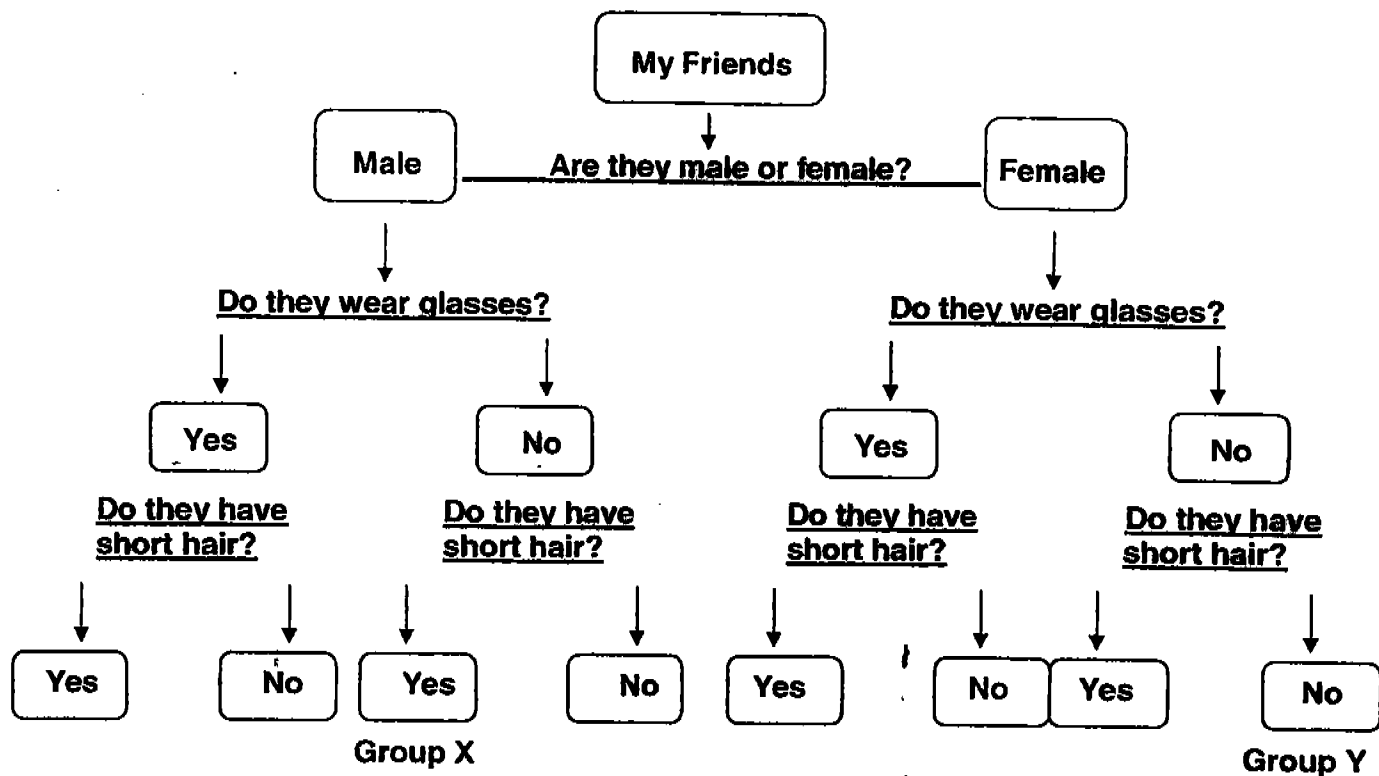 My Friends
Male
Are they male or female?
Female
Do they wear glasses?
Do they wear glasses?
Yes
No
Yes
No
Do they have
short hair?
Do they have
short hair?
Do they have
short hair?
Do they have
short hair?
Yes
No
Yes
No
Yes
No
Yes
No
Group X
Group Y